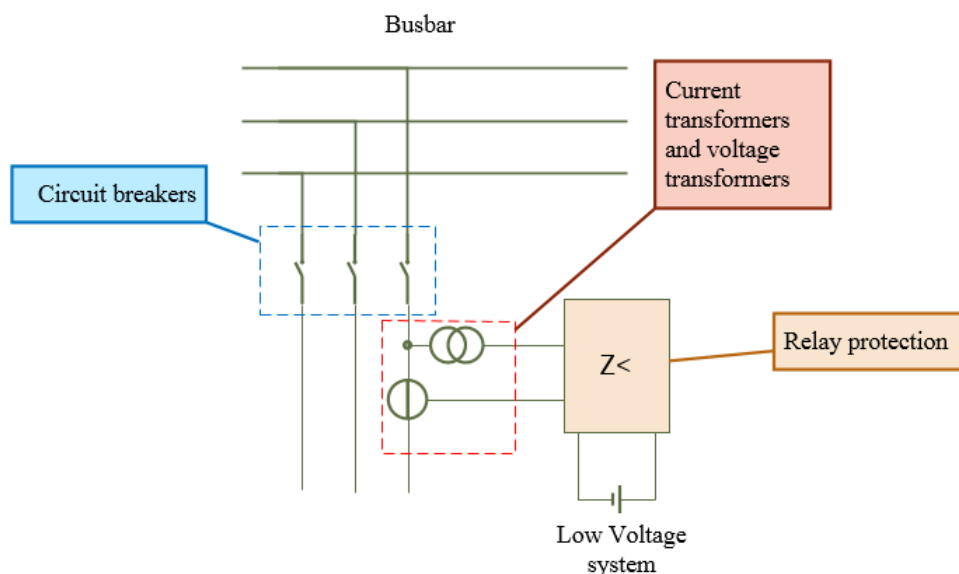 Busbar
Current
transformers
and voltage
transformers
Circuit breakers
Relay protection
Z<
Low Voltage
system